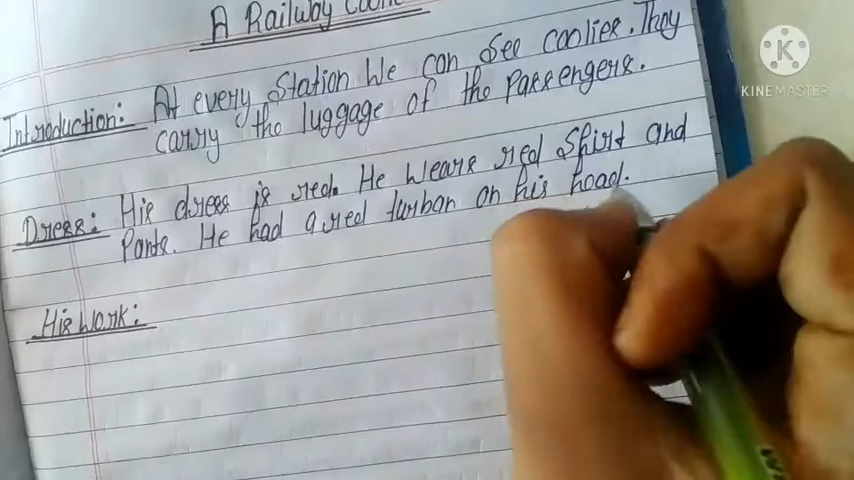 A Railway Coolie
Introduction: At every Station We can See coolies. They
carry the luggage of the Passengers.
Dress: His dress is red. He Wears red Shirt and
Pants. He had a red turban on his head.
His Work:
KINEMASTER